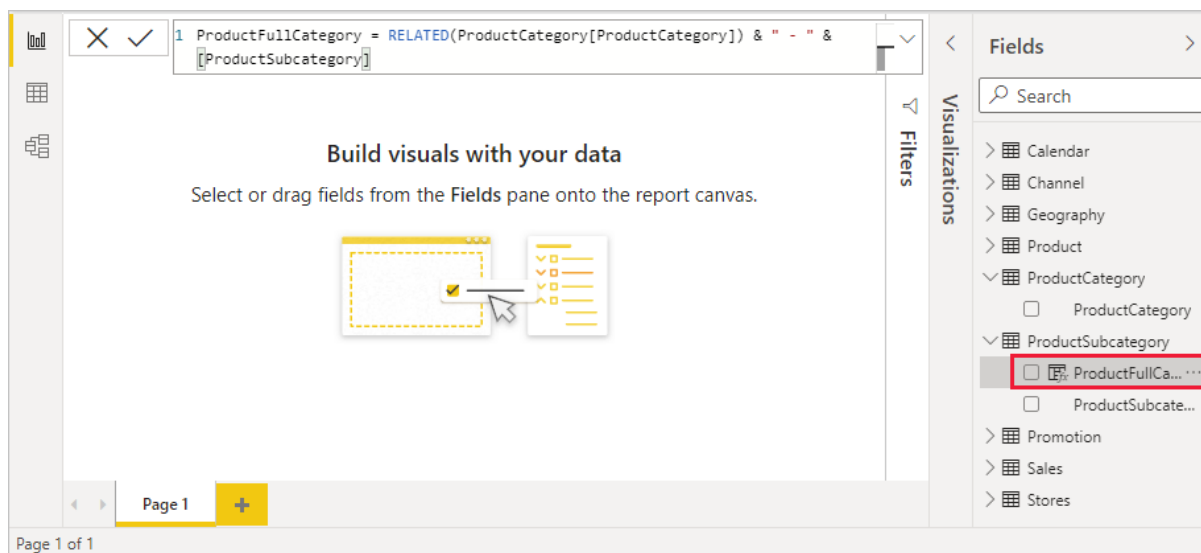 1 ProductFullCategory = RELATED(ProductCategory[ProductCategory]) & " - " &
[ProductSubcategory]
Build visuals with your data
Select or drag fields from the Fields pane onto the report canvas.
Page 1
Page 1 of 1
Filters
Visualizations
Fields
Search
Calendar
Channel
Geography
Product
ProductCategory
ProductCategory
ProductSubcategory
ProductFullCa... ...
ProductSubcate...
Promotion
Sales
Stores